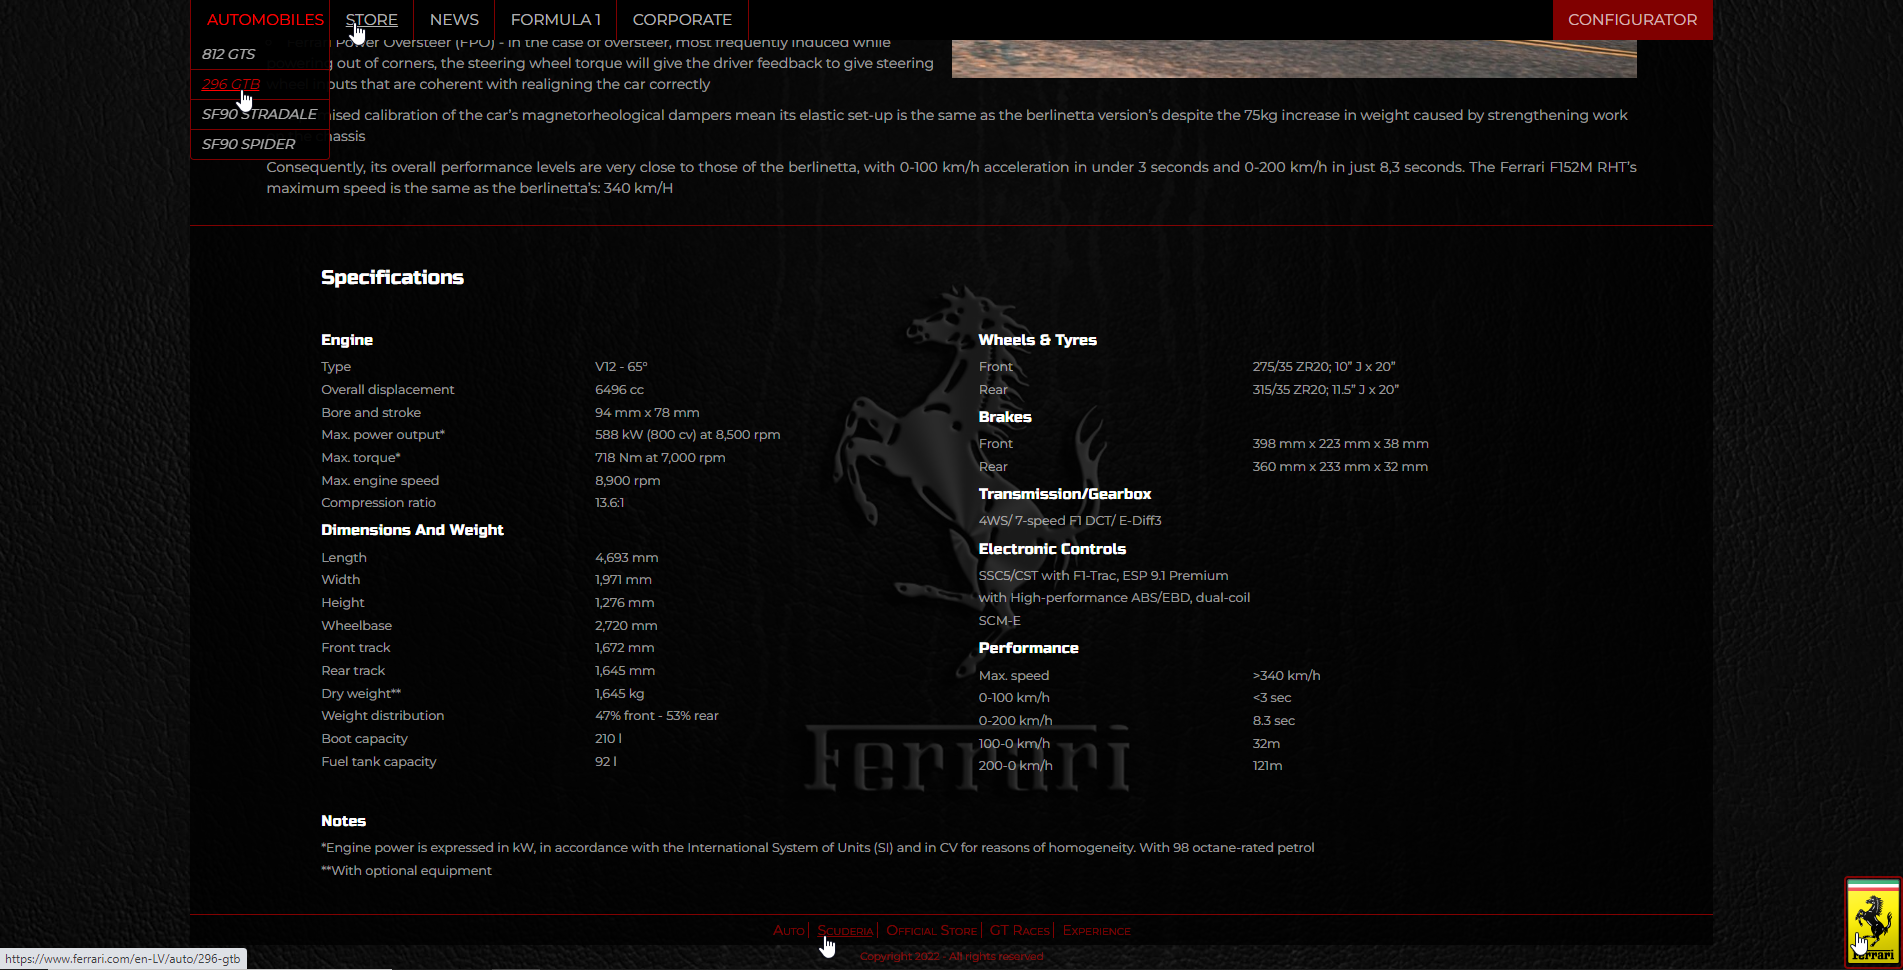 AUTOMOBILES STORE NEWS FORMULA 1 CORPORATE CONFIGURATOR
812 GTS
296 GTB
SF90 STRADALE
SF90 SPIDER
Ferrari Power Oversteer (FPO) - in the case of oversteer, most frequently induced while
out of corners, the steering wheel torque will give the driver feedback to give steering
that are coherent with realigning the car correctly
calibration of the car's magnetorheological dampers mean its elastic set-up is the same as the berlinetta version's despite the 75kg increase in weight caused by strengthening work
Consequently, its overall performance levels are very close to those of the berlinetta, with 0-100 km/h acceleration in under 3 seconds and 0-200 km/h in just 8,3 seconds. The Ferrari F152M RHT's
maximum speed is the same as the berlinetta's: 340 km/H
Specifications
Engine
Type V12 - 65°
Overall displacement 6496 cc
Bore and stroke 94 mm x 78 mm
Max. power output* 588 kW (800 cv) at 8,500 rpm
Max. torque* 718 Nm at 7,000 rpm
Max. engine speed 8,900 rpm
Compression ratio 13.6:1
Dimensions And Weight
Length 4,693 mm
Width 1,971 mm
Height 1,276 mm
Wheelbase 2,720 mm
Front track 1,672 mm
Rear track 1,645 mm
Dry weight** 1,645 kg
Weight distribution 47% front - 53% rear
Boot capacity 210 l
Fuel tank capacity 92 l
Wheels & Tyres
Front 275/35 ZR20; 10" J x 20"
Rear 315/35 ZR20; 11.5" J x 20"
Brakes
Front 398 mm x 223 mm x 38 mm
Rear 360 mm x 233 mm x 32 mm
Transmission/Gearbox
4WS/ 7-speed F1 DCT/ E-Diff3
Electronic Controls
SSC5/CST with F1-Trac, ESP 9.1 Premium
with High-performance ABS/EBD, dual-coil
SCM-E
Performance
Max. speed >340 km/h
0-100 km/h <3 sec
0-200 km/h 8.3 sec
100-0 km/h 32m
200-0 km/h 121m
Ferrari
Notes
*Engine power is expressed in kW, in accordance with the International System of Units (SI) and in CV for reasons of homogeneity. With 98 octane-rated petrol
**With optional equipment
Auto | Scuderia | Official Store | GT Races | Experience
Copyright 2022 - All rights reserved
Ferrari
https://www.ferrari.com/en-LV/auto/296-gtb